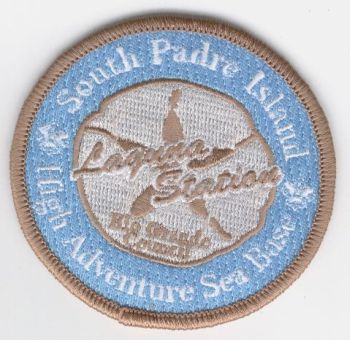 South Padre Island
Laguna
Station
Rio Grande
Council
High Adventure Sea Base